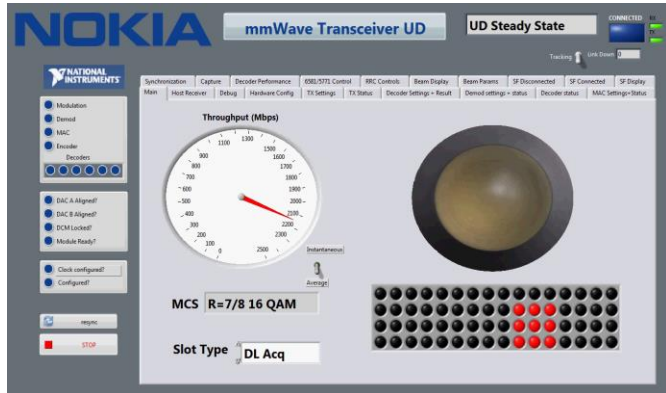 NOKIA
mmWave Transceiver UD
UD Steady State
CONNECTED
Tracking
Link Down 0
NATIONAL
INSTRUMENTS
Synchronization Capture Decoder Performance 6581/5771 Control RRC Controls Beam Display Beam Params SF Disconnected SF Connected SF Display
Main Host Receiver Debug Hardware Config TX Settings TX Status Decoder Settings + Result Demod settings + status Decoder status MAC Settings+Status
Modulation
Demod
MAC
Encoder
Decoders
DAC A Aligned?
DAC B Aligned?
DCM Locked?
Module Ready?
Clock configured?
Configured?
resync
STOP
Throughput (Mbps)
0
100
200
300
400
500
600
700
800
900
1000
1100
1300
1500
1600
1700
1800
1900
2000
2100
2200
2300
2500
Instantaneous
Average
MCS R=7/8 16 QAM
Slot Type DL Acq